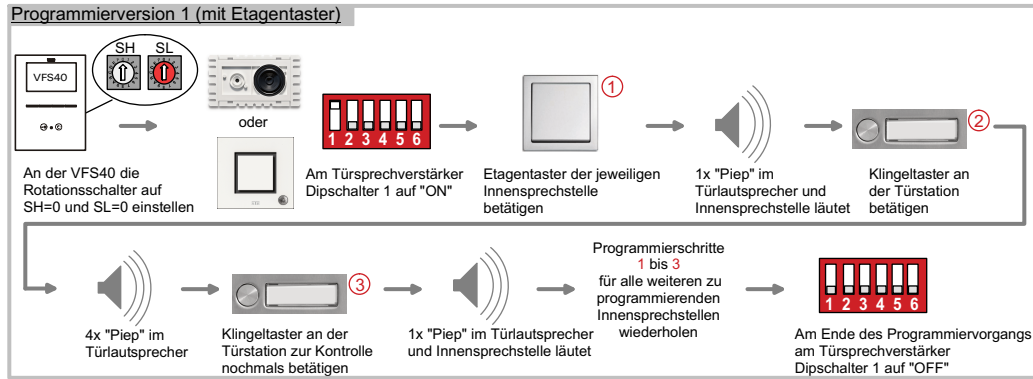 Programmierversion 1 (mit Etagentaster)
SH SL
VFS40
An der VFS40 die
Rotationsschalter auf
SH=0 und SL=0 einstellen
oder
1 2 3 4 5 6
Am Türsprechverstärker
Dipschalter 1 auf "ON"
1
Etagentaster der jeweiligen
Innensprechstelle
betätigen
1x "Piep" im
Türlautsprecher und
Innensprechstelle läutet
2
Klingeltaster an
der Türstation
betätigen
4x "Piep" im
Türlautsprecher
3
Klingeltaster an der
Türstation zur Kontrolle
nochmals betätigen
1x "Piep" im Türlautsprecher
und Innensprechstelle läutet
Programmierschritte
1 bis 3
für alle weiteren zu
programmierenden
Innensprechstellen
wiederholen
1 2 3 4 5 6
Am Ende des Programmiervorgangs
am Türsprechverstärker
Dipschalter 1 auf "OFF"